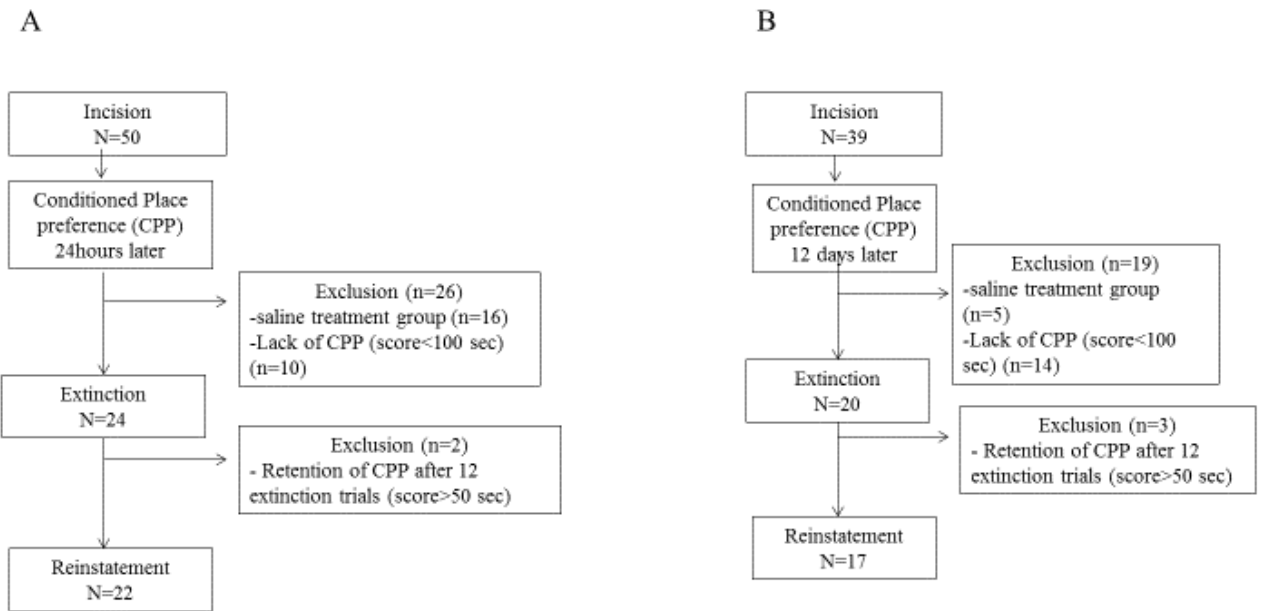 A
Incision
N=50
Conditioned Place
preference (CPP)
24hours later
Exclusion (n=26)
-saline treatment group (n=16)
-Lack of CPP (score<100 sec)
(n=10)
Extinction
N=24
Exclusion (n=2)
- Retention of CPP after 12
extinction trials (score>50 sec)
Reinstatement
N=22
B
Incision
N=39
Conditioned Place
preference (CPP)
12 days later
Exclusion (n=19)
-saline treatment group
(n=5)
-Lack of CPP (score<100
sec) (n=14)
Extinction
N=20
Exclusion (n=3)
- Retention of CPP after 12
extinction trials (score>50 sec)
Reinstatement
N=17